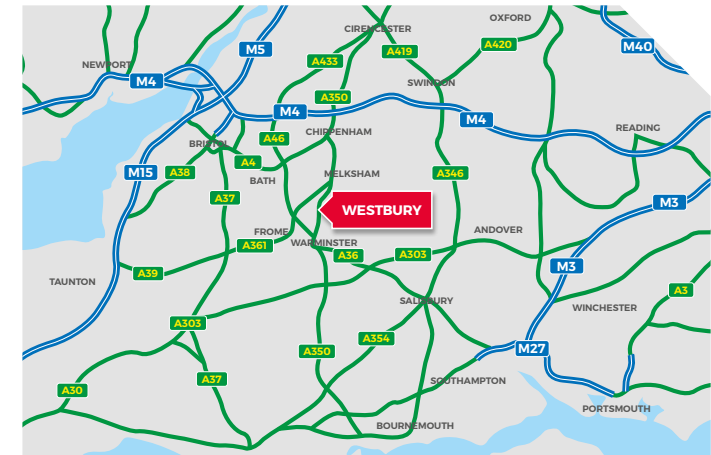 OXFORD
CIRENCESTER
M40
A420
M5
A419
A433
NEWPORT
M4
SWINDON
A350
M4
M4
READING
CHIPPENHAM
A46
BRISTOL
A4
M15
A38
MELKSHAM
A346
BATH
A37
M3
WESTBURY
FROME
ANDOVER
A361
WARMINSTER
A36
A303
M3
A39
TAUNTON
A3
SALISBURY
WINCHESTER
A303
A354
M27
A350
A37
SOUTHAMPTON
A30
PORTSMOUTH
BOURNEMOUTH